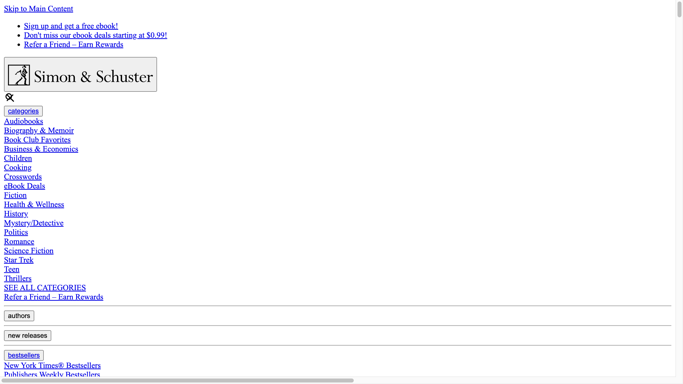 Skip to Main Content
Sign up and get a free ebook!
Don't miss our ebook deals starting at $0.99!
Refer a Friend – Earn Rewards
Simon & Schuster
categories
Audiobooks
Biography & Memoir
Book Club Favorites
Business & Economics
Children
Cooking
Crosswords
eBook Deals
Fiction
Health & Wellness
History
Mystery/Detective
Politics
Romance
Science Fiction
Star Trek
Teen
Thrillers
SEE ALL CATEGORIES
Refer a Friend – Earn Rewards
authors
new releases
bestsellers
New York Times® Bestsellers
Publishers Weekly Bestsellers